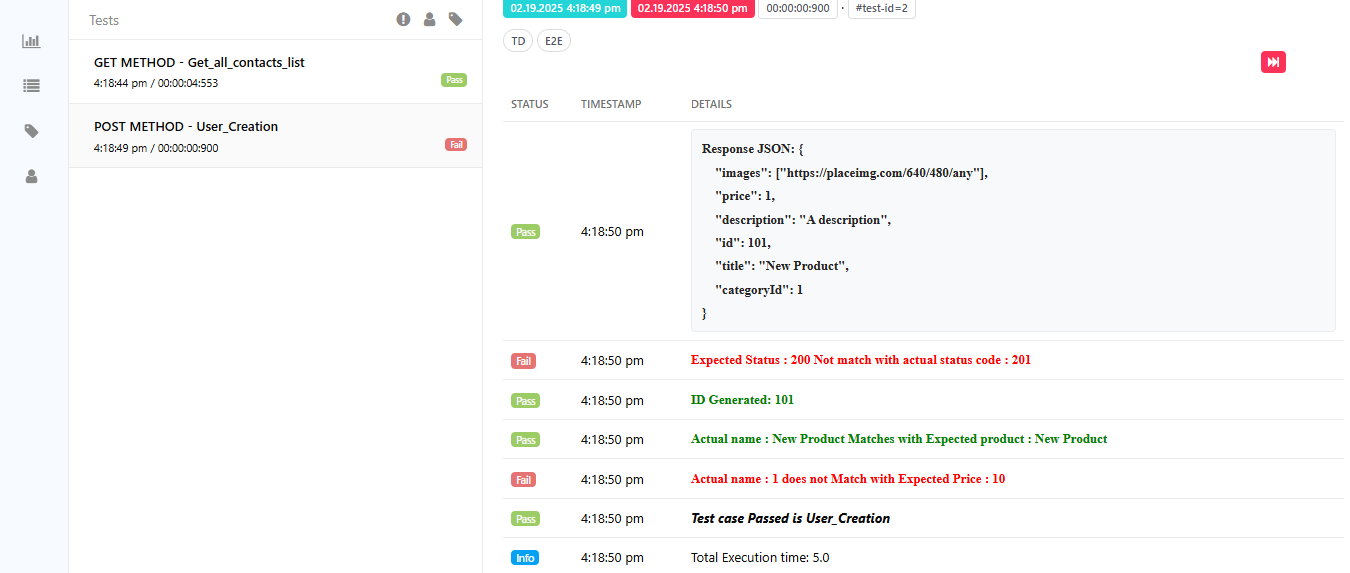 Tests
GET METHOD - Get_all_contacts_list
4:18:44 pm / 00:00:04:553
Pass
POST METHOD - User_Creation
4:18:49 pm / 00:00:00:900
Fail
02.19.2025 4:18:49 pm 02.19.2025 4:18:50 pm 00:00:00:900 · #test-id=2
TD E2E
STATUS TIMESTAMP DETAILS
Pass 4:18:50 pm
Response JSON: {
"images": ["https://placeimg.com/640/480/any"],
"price": 1,
"description": "A description",
"id": 101,
"title": "New Product",
"categoryId": 1
}
Fail 4:18:50 pm Expected Status : 200 Not match with actual status code : 201
Pass 4:18:50 pm ID Generated: 101
Pass 4:18:50 pm Actual name : New Product Matches with Expected product : New Product
Fail 4:18:50 pm Actual name : 1 does not Match with Expected Price : 10
Pass 4:18:50 pm Test case Passed is User_Creation
Info 4:18:50 pm Total Execution time: 5.0